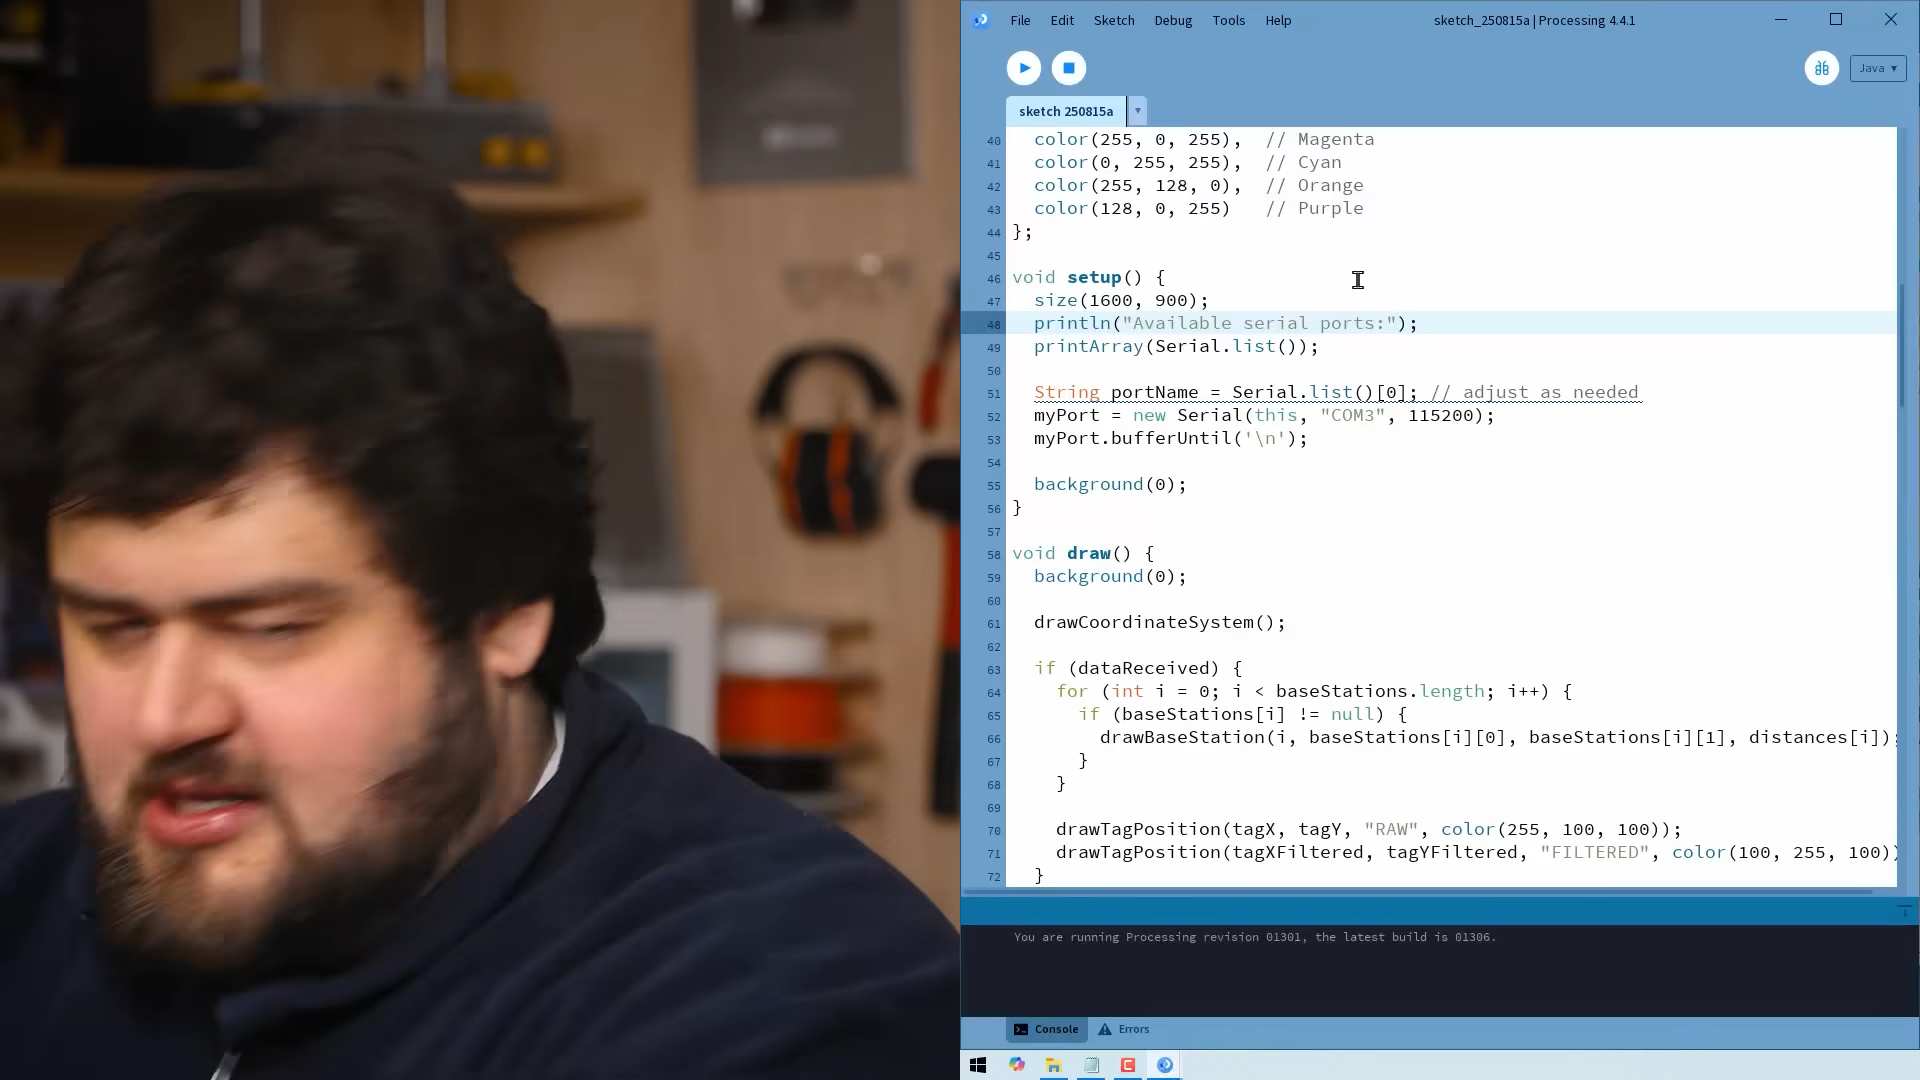 File Edit Sketch Debug Tools Help sketch_250815a | Processing 4.4.1
Java ▾
sketch 250815a
40 color(255, 0, 255), // Magenta
41 color(0, 255, 255), // Cyan
42 color(255, 128, 0), // Orange
43 color(128, 0, 255) // Purple
44 };
45
46 void setup() {
47 size(1600, 900);
48 println("Available serial ports:");
49 printArray(Serial.list());
50
51 String portName = Serial.list()[0]; // adjust as needed
52 myPort = new Serial(this, "COM3", 115200);
53 myPort.bufferUntil('\n');
54
55 background(0);
56 }
57
58 void draw() {
59 background(0);
60
61 drawCoordinateSystem();
62
63 if (dataReceived) {
64 for (int i = 0; i < baseStations.length; i++) {
65 if (baseStations[i] != null) {
66 drawBaseStation(i, baseStations[i][0], baseStations[i][1], distances[i]);
67 }
68 }
69
70 drawTagPosition(tagX, tagY, "RAW", color(255, 100, 100));
71 drawTagPosition(tagXFiltered, tagYFiltered, "FILTERED", color(100, 255, 100)
72 }
You are running Processing revision 01301, the latest build is 01306.
Console Errors